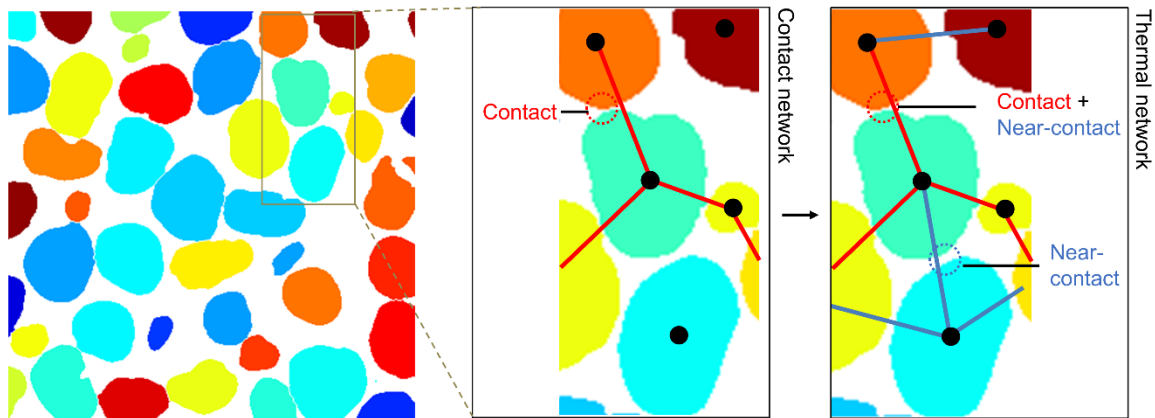 Contact
Contact network
Contact +
Near-contact
Near-
contact
Thermal network